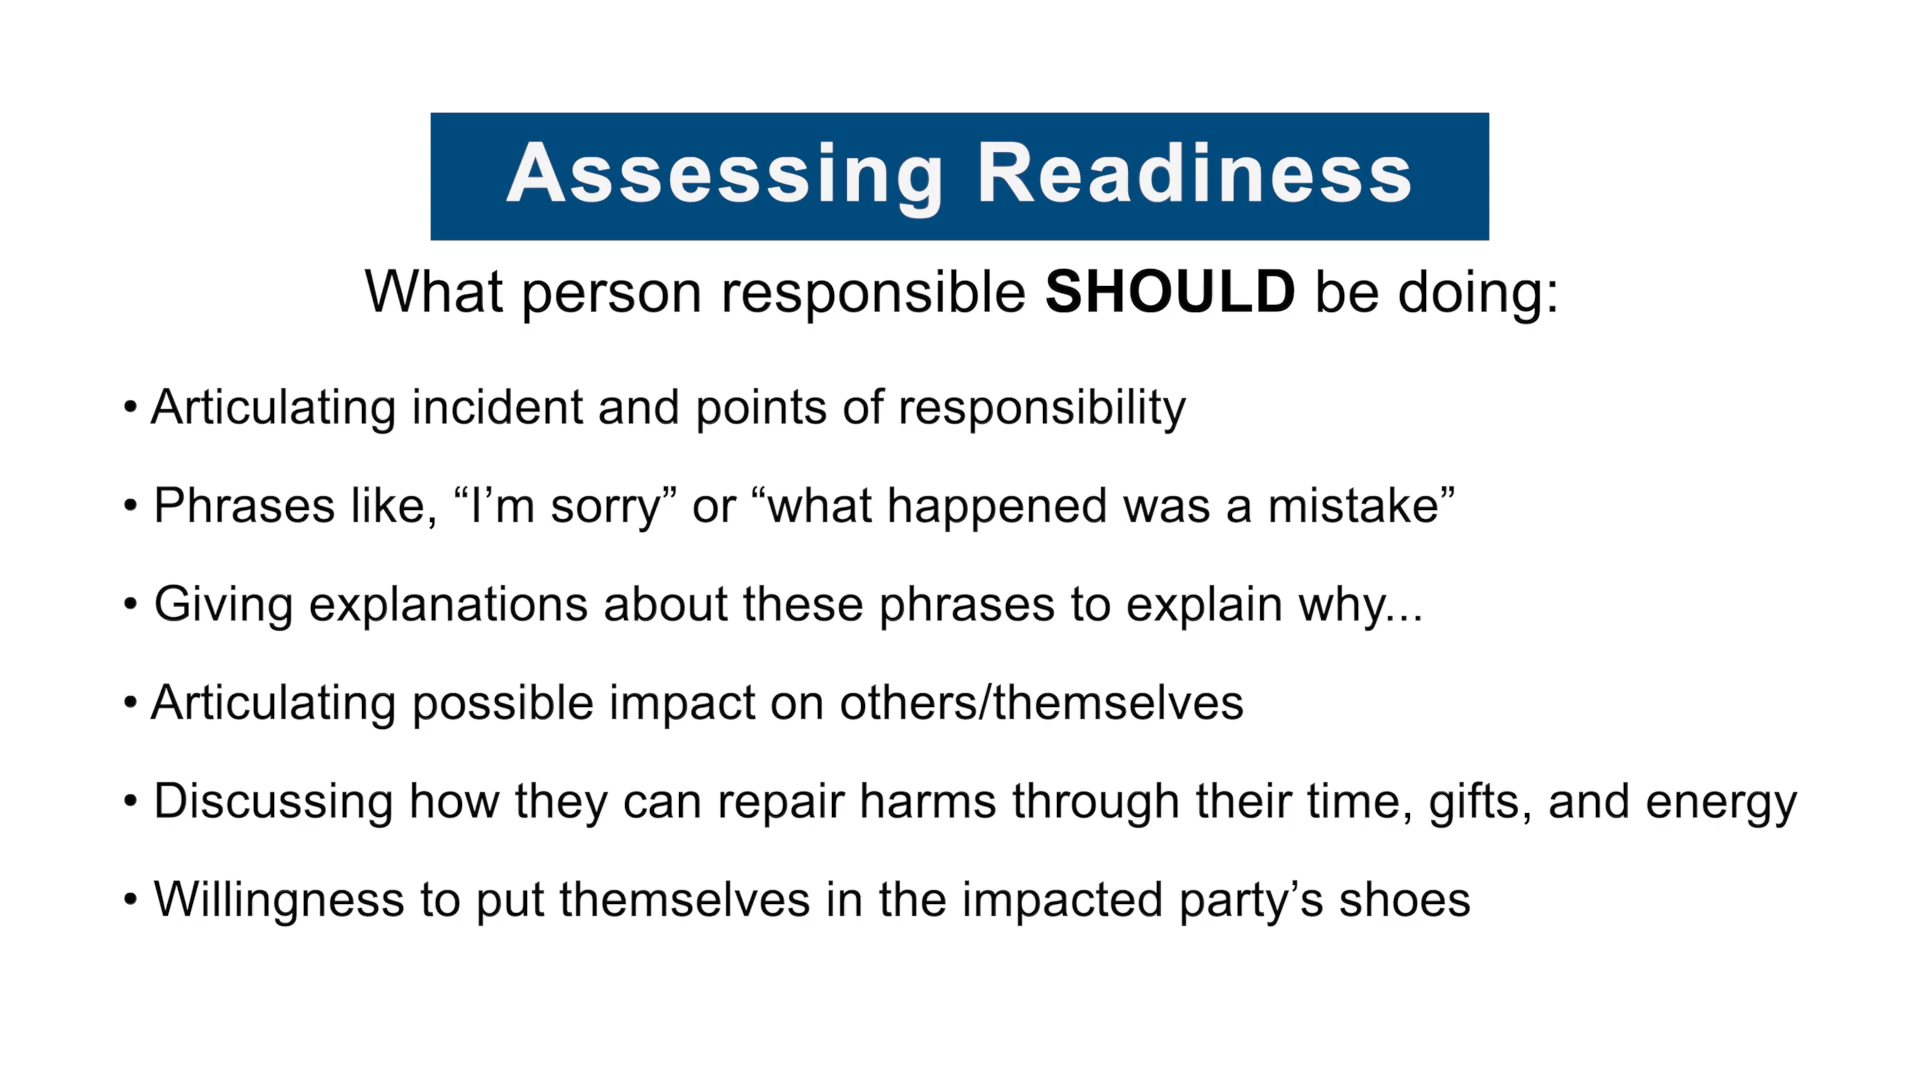 Assessing Readiness
What person responsible SHOULD be doing:
• Articulating incident and points of responsibility
• Phrases like, “I’m sorry” or “what happened was a mistake”
• Giving explanations about these phrases to explain why...
• Articulating possible impact on others/themselves
• Discussing how they can repair harms through their time, gifts, and energy
• Willingness to put themselves in the impacted party’s shoes